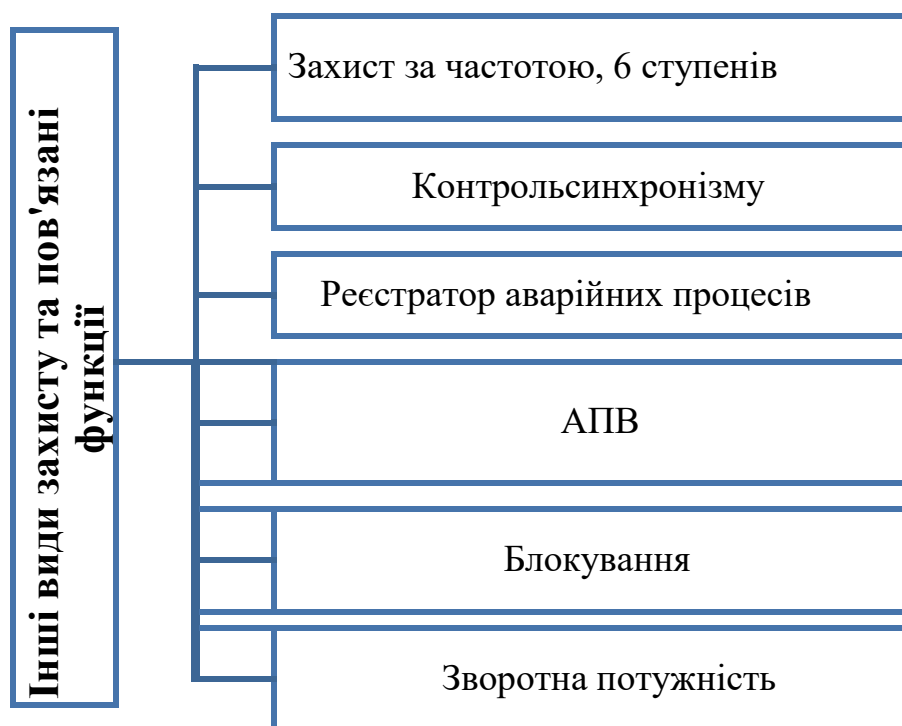 Інші види захисту та пов'язані
функції
Захист за частотою, 6 ступенів
Контрольсинхронізму
Реєстратор аварійних процесів
АПВ
Блокування
Зворотна потужність